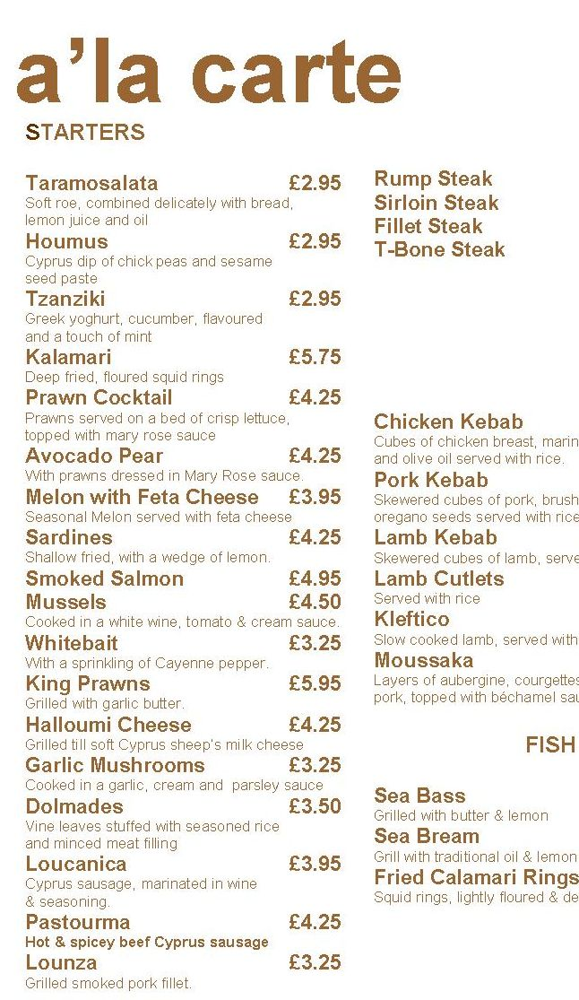 a'la carte
STARTERS
Taramosalata £2.95
Soft roe, combined delicately with bread,
lemon juice and oil
Houmus £2.95
Cyprus dip of chick peas and sesame
seed paste
Tzanziki £2.95
Greek yoghurt, cucumber, flavoured
and a touch of mint
Kalamari £5.75
Deep fried, floured squid rings
Prawn Cocktail £4.25
Prawns served on a bed of crisp lettuce,
topped with mary rose sauce
Avocado Pear £4.25
With prawns dressed in Mary Rose sauce.
Melon with Feta Cheese £3.95
Seasonal Melon served with feta cheese
Sardines £4.25
Shallow fried, with a wedge of lemon.
Smoked Salmon £4.95
Mussels £4.50
Cooked in a white wine, tomato & cream sauce.
Whitebait £3.25
With a sprinkling of Cayenne pepper.
King Prawns £5.95
Grilled with garlic butter.
Halloumi Cheese £4.25
Grilled till soft Cyprus sheep's milk cheese
Garlic Mushrooms £3.25
Cooked in a garlic, cream and parsley sauce
Dolmades £3.50
Vine leaves stuffed with seasoned rice
and minced meat filling
Loucanica £3.95
Cyprus sausage, marinated in wine
& seasoning.
Pastourma £4.25
Hot & spicey beef Cyprus sausage
Lounza £3.25
Grilled smoked pork fillet.
Rump Steak
Sirloin Steak
Fillet Steak
T-Bone Steak
Chicken Kebab
Cubes of chicken breast, marin
and olive oil served with rice.
Pork Kebab
Skewered cubes of pork, brush
oregano seeds served with rice
Lamb Kebab
Skewered cubes of lamb, serve
Lamb Cutlets
Served with rice
Kleftico
Slow cooked lamb, served with
Moussaka
Layers of aubergine, courgettes
pork, topped with béchamel sau
FISH
Sea Bass
Grilled with butter & lemon
Sea Bream
Grill with traditional oil & lemon
Fried Calamari Rings
Squid rings, lightly floured & de